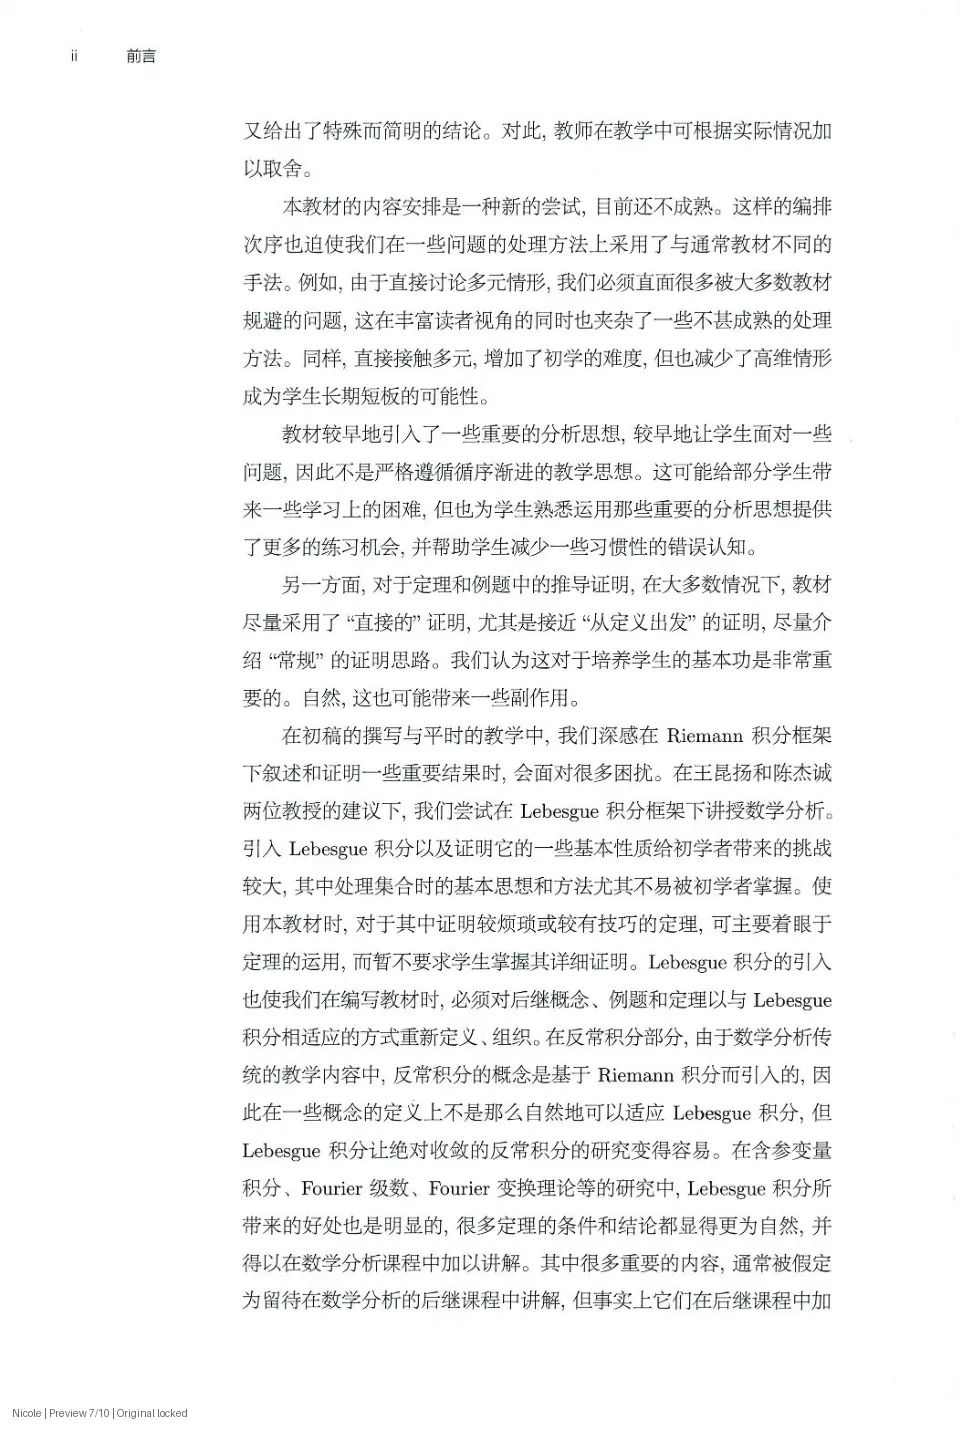 ii 前言
又给出了特殊而简明的结论。对此, 教师在教学中可根据实际情况加
以取舍。
本教材的内容安排是一种新的尝试, 目前还不成熟。这样的编排
次序也迫使我们在一些问题的处理方法上采用了与通常教材不同的
手法。例如, 由于直接讨论多元情形, 我们必须直面很多被大多数教材
规避的问题, 这在丰富读者视角的同时也夹杂了一些不甚成熟的处理
方法。同样, 直接接触多元, 增加了初学的难度, 但也减少了高维情形
成为学生长期短板的可能性。
教材较早地引入了一些重要的分析思想, 较早地让学生面对一些
问题, 因此不是严格遵循循序渐进的教学思想。这可能给部分学生带
来一些学习上的困难, 但也为学生熟悉运用那些重要的分析思想提供
了更多的练习机会, 并帮助学生减少一些习惯性的错误认知。
另一方面, 对于定理和例题中的推导证明, 在大多数情况下, 教材
尽量采用了 “直接的” 证明, 尤其是接近 “从定义出发” 的证明, 尽量介
绍 “常规” 的证明思路。我们认为这对于培养学生的基本功是非常重
要的。自然, 这也可能带来一些副作用。
在初稿的撰写与平时的教学中, 我们深感在 Riemann 积分框架
下叙述和证明一些重要结果时, 会面对很多困扰。在王昆扬和陈杰诚
两位教授的建议下, 我们尝试在 Lebesgue 积分框架下讲授数学分析。
引入 Lebesgue 积分以及证明它的一些基本性质给初学者带来的挑战
较大, 其中处理集合时的基本思想和方法尤其不易被初学者掌握。使
用本教材时, 对于其中证明较烦琐或较有技巧的定理, 可主要着眼于
定理的运用, 而暂不要求学生掌握其详细证明。Lebesgue 积分的引入
也使我们在编写教材时, 必须对后继概念、例题和定理以与 Lebesgue
积分相适应的方式重新定义、组织。在反常积分部分, 由于数学分析传
统的教学内容中, 反常积分的概念是基于 Riemann 积分而引入的, 因
此在一些概念的定义上不是那么自然地可以适应 Lebesgue 积分, 但
Lebesgue 积分让绝对收敛的反常积分的研究变得容易。在含参变量
积分、Fourier 级数、Fourier 变换理论等的研究中, Lebesgue 积分所
带来的好处也是明显的, 很多定理的条件和结论都显得更为自然, 并
得以在数学分析课程中加以讲解。其中很多重要的内容, 通常被假定
为留待在数学分析的后继课程中讲解, 但事实上它们在后继课程中加
Nicole | Preview 7/10 | Original locked